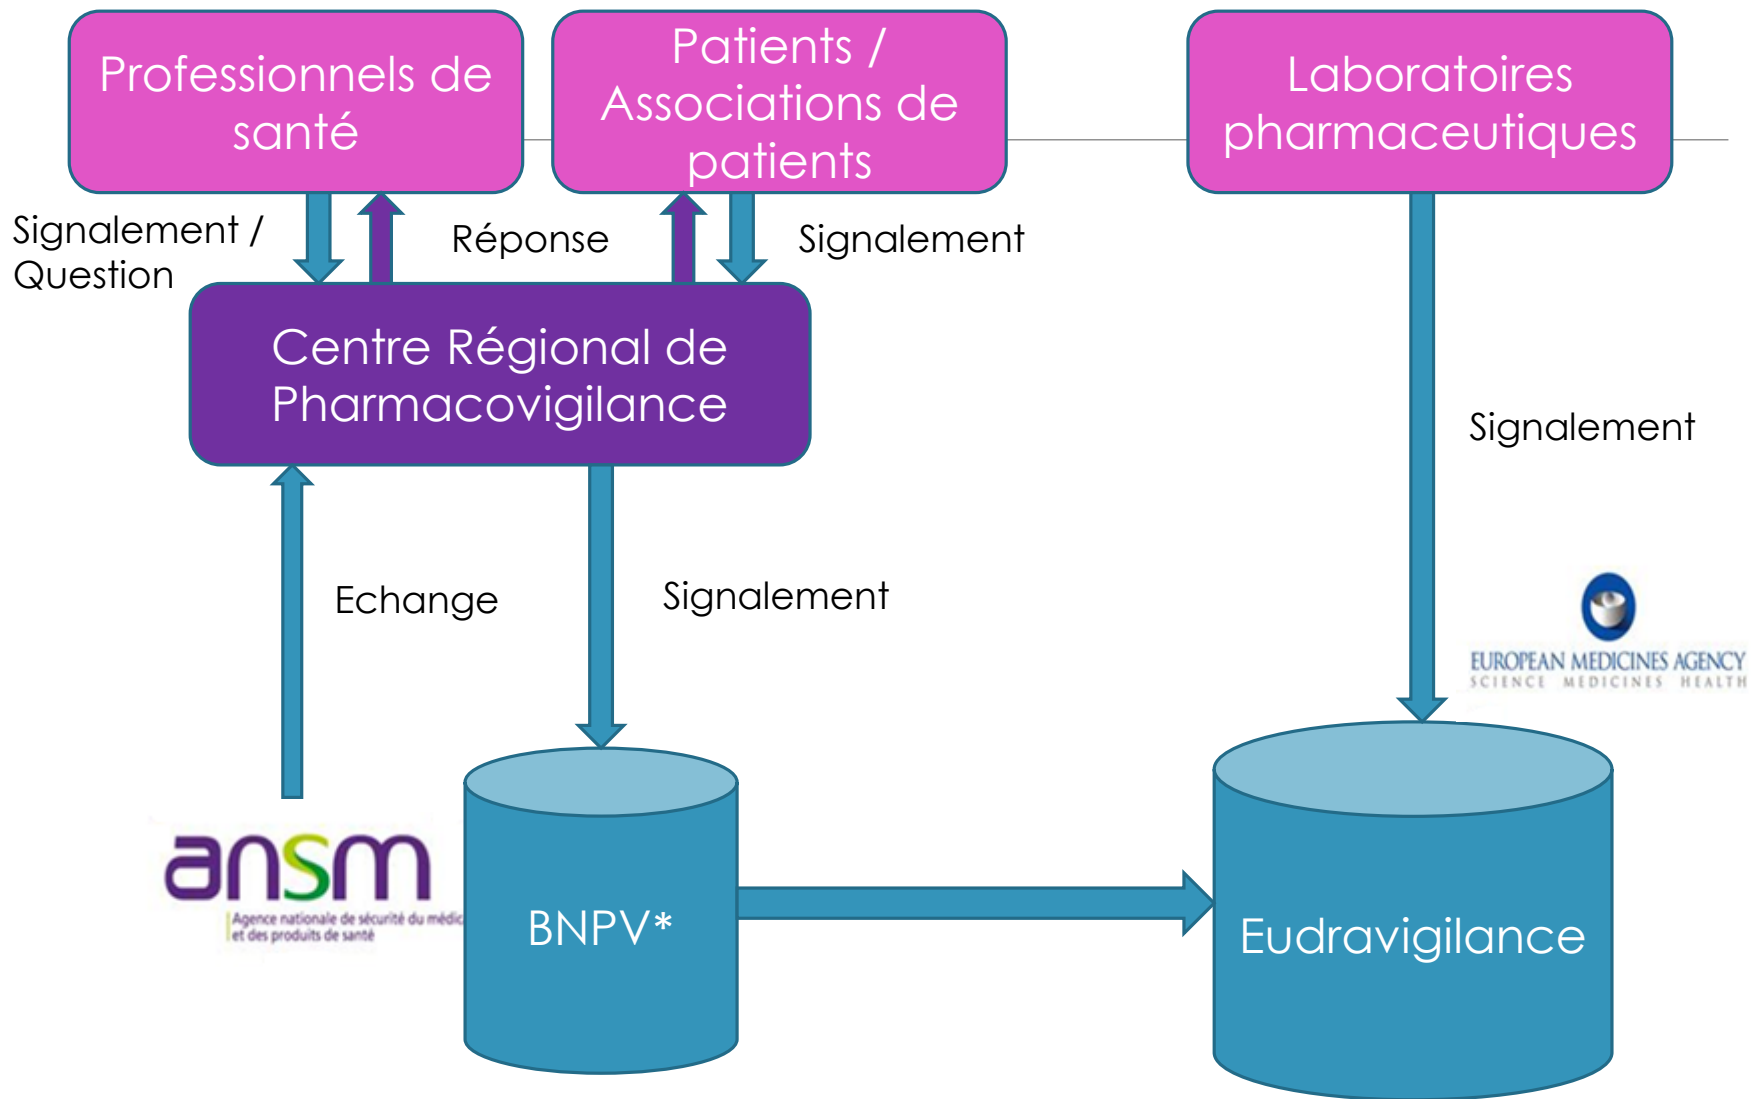 Professionnels de
santé
Patients /
Associations de
patients
Laboratoires
pharmaceutiques
Signalement /
Question
Réponse
Signalement
Centre Régional de
Pharmacovigilance
Signalement
Echange
Signalement
EUROPEAN MEDICINES AGENCY
SCIENCE MEDICINES HEALTH
ansm
Agence nationale de sécurité du médic
et des produits de santé
BNPV*
Eudravigilance